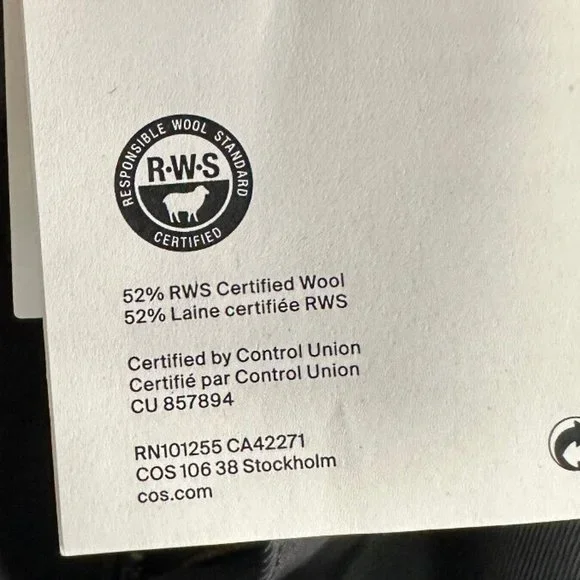 RESPONSIBLE WOOL STANDARD
R·W·S
CERTIFIED
52% RWS Certified Wool
52% Laine certifiée RWS
Certified by Control Union
Certifié par Control Union
CU 857894
RN101255 CA42271
COS 106 38 Stockholm
cos.com